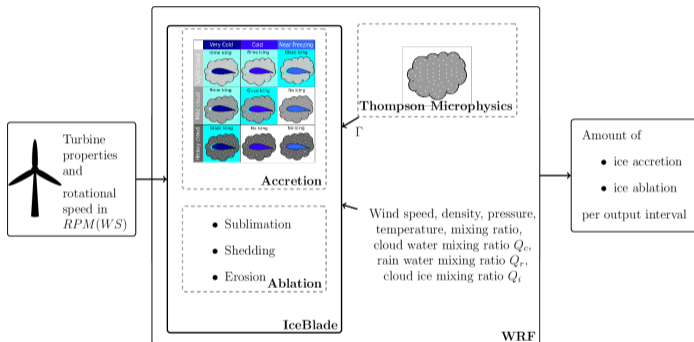 Turbine
properties
and
rotational
speed in
RPM(WS)
Very Cold Cold Near Freezing
Rime Icing Rime Icing Glaze Icing
Rime Icing Glaze Icing No Icing
Glaze Icing No Icing No Icing
Accretion
• Sublimation
• Shedding
• Erosion
Ablation
IceBlade
Thompson Microphysics
Γ
Wind speed, density, pressure,
temperature, mixing ratio,
cloud water mixing ratio Qc,
rain water mixing ratio Qr,
cloud ice mixing ratio Qi
WRF
Amount of
• ice accretion
• ice ablation
per output interval